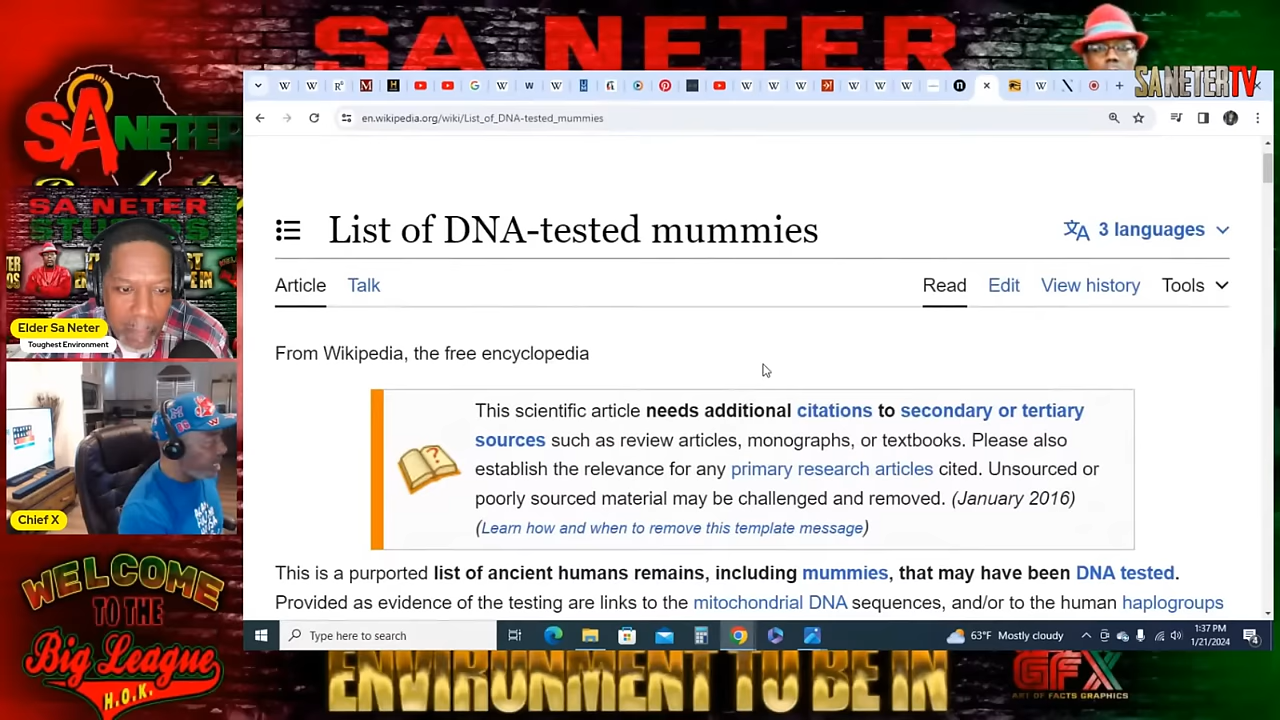 SA NETER
SANETERTV
SA NETER
en.wikipedia.org/wiki/List_of_DNA-tested_mummies
List of DNA-tested mummies
3 languages
Article Talk Read Edit View history Tools
From Wikipedia, the free encyclopedia
This scientific article needs additional citations to secondary or tertiary
sources such as review articles, monographs, or textbooks. Please also
establish the relevance for any primary research articles cited. Unsourced or
poorly sourced material may be challenged and removed. (January 2016)
(Learn how and when to remove this template message)
This is a purported list of ancient humans remains, including mummies, that may have been DNA tested.
Provided as evidence of the testing are links to the mitochondrial DNA sequences, and/or to the human haplogroups
Type here to search
63°F Mostly cloudy
1:37 PM
1/21/2024
4
SA NETER
Elder Sa Neter
Toughest Environment
Chief X
WELCOME
TO THE
Big League
H.O.K.
ENVIRONMENT TO BE IN
GFX
ART OF FACTS GRAPHICS